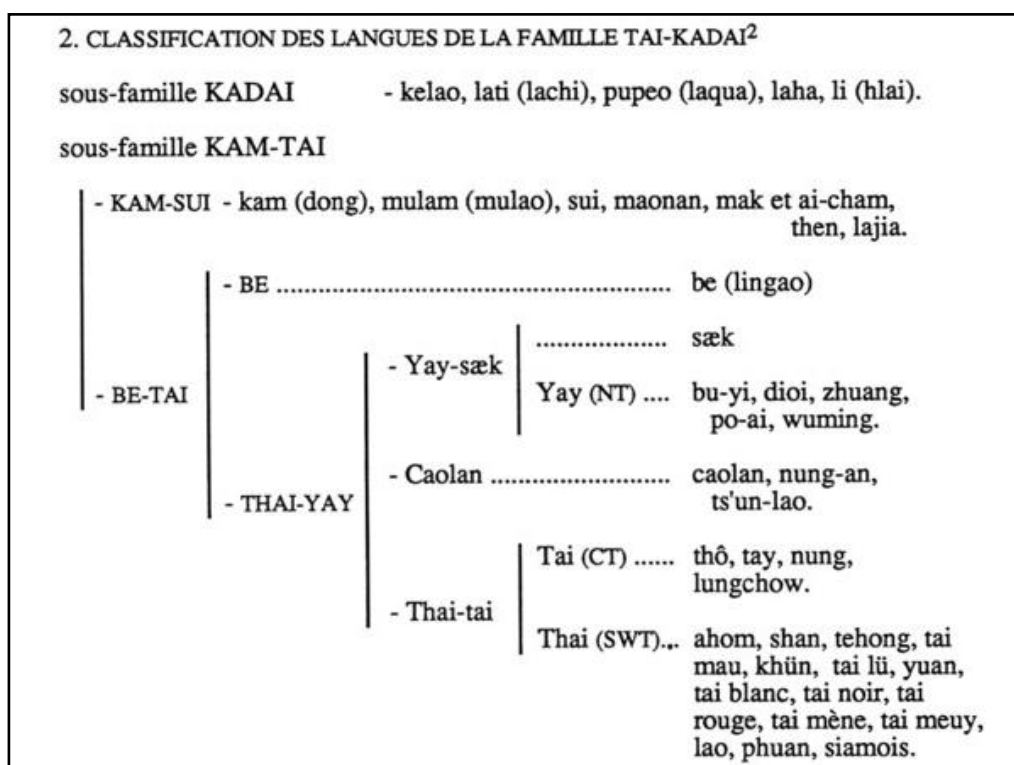 2. CLASSIFICATION DES LANGUES DE LA FAMILLE TAI-KADAI2
sous-famille KADAI - kelao, lati (lachi), pupeo (laqua), laha, li (hlai).
sous-famille KAM-TAI
- KAM-SUI - kam (dong), mulam (mulao), sui, maonan, mak et ai-cham,
then, lajia.
- BE ........................................................ be (lingao)
................... sæk
- Yay-sæk
- BE-TAI
Yay (NT) .... bu-yi, dioi, zhuang,
po-ai, wuming.
- Caolan .......................... caolan, nung-an,
- THAI-YAY
ts'un-lao.
Tai (CT) ...... thô, tay, nung,
lungchow.
- Thai-tai
Thai (SWT)... ahom, shan, tehong, tai
mau, khün, tai lü, yuan,
tai blanc, tai noir, tai
rouge, tai mène, tai meuy,
lao, phuan, siamois.